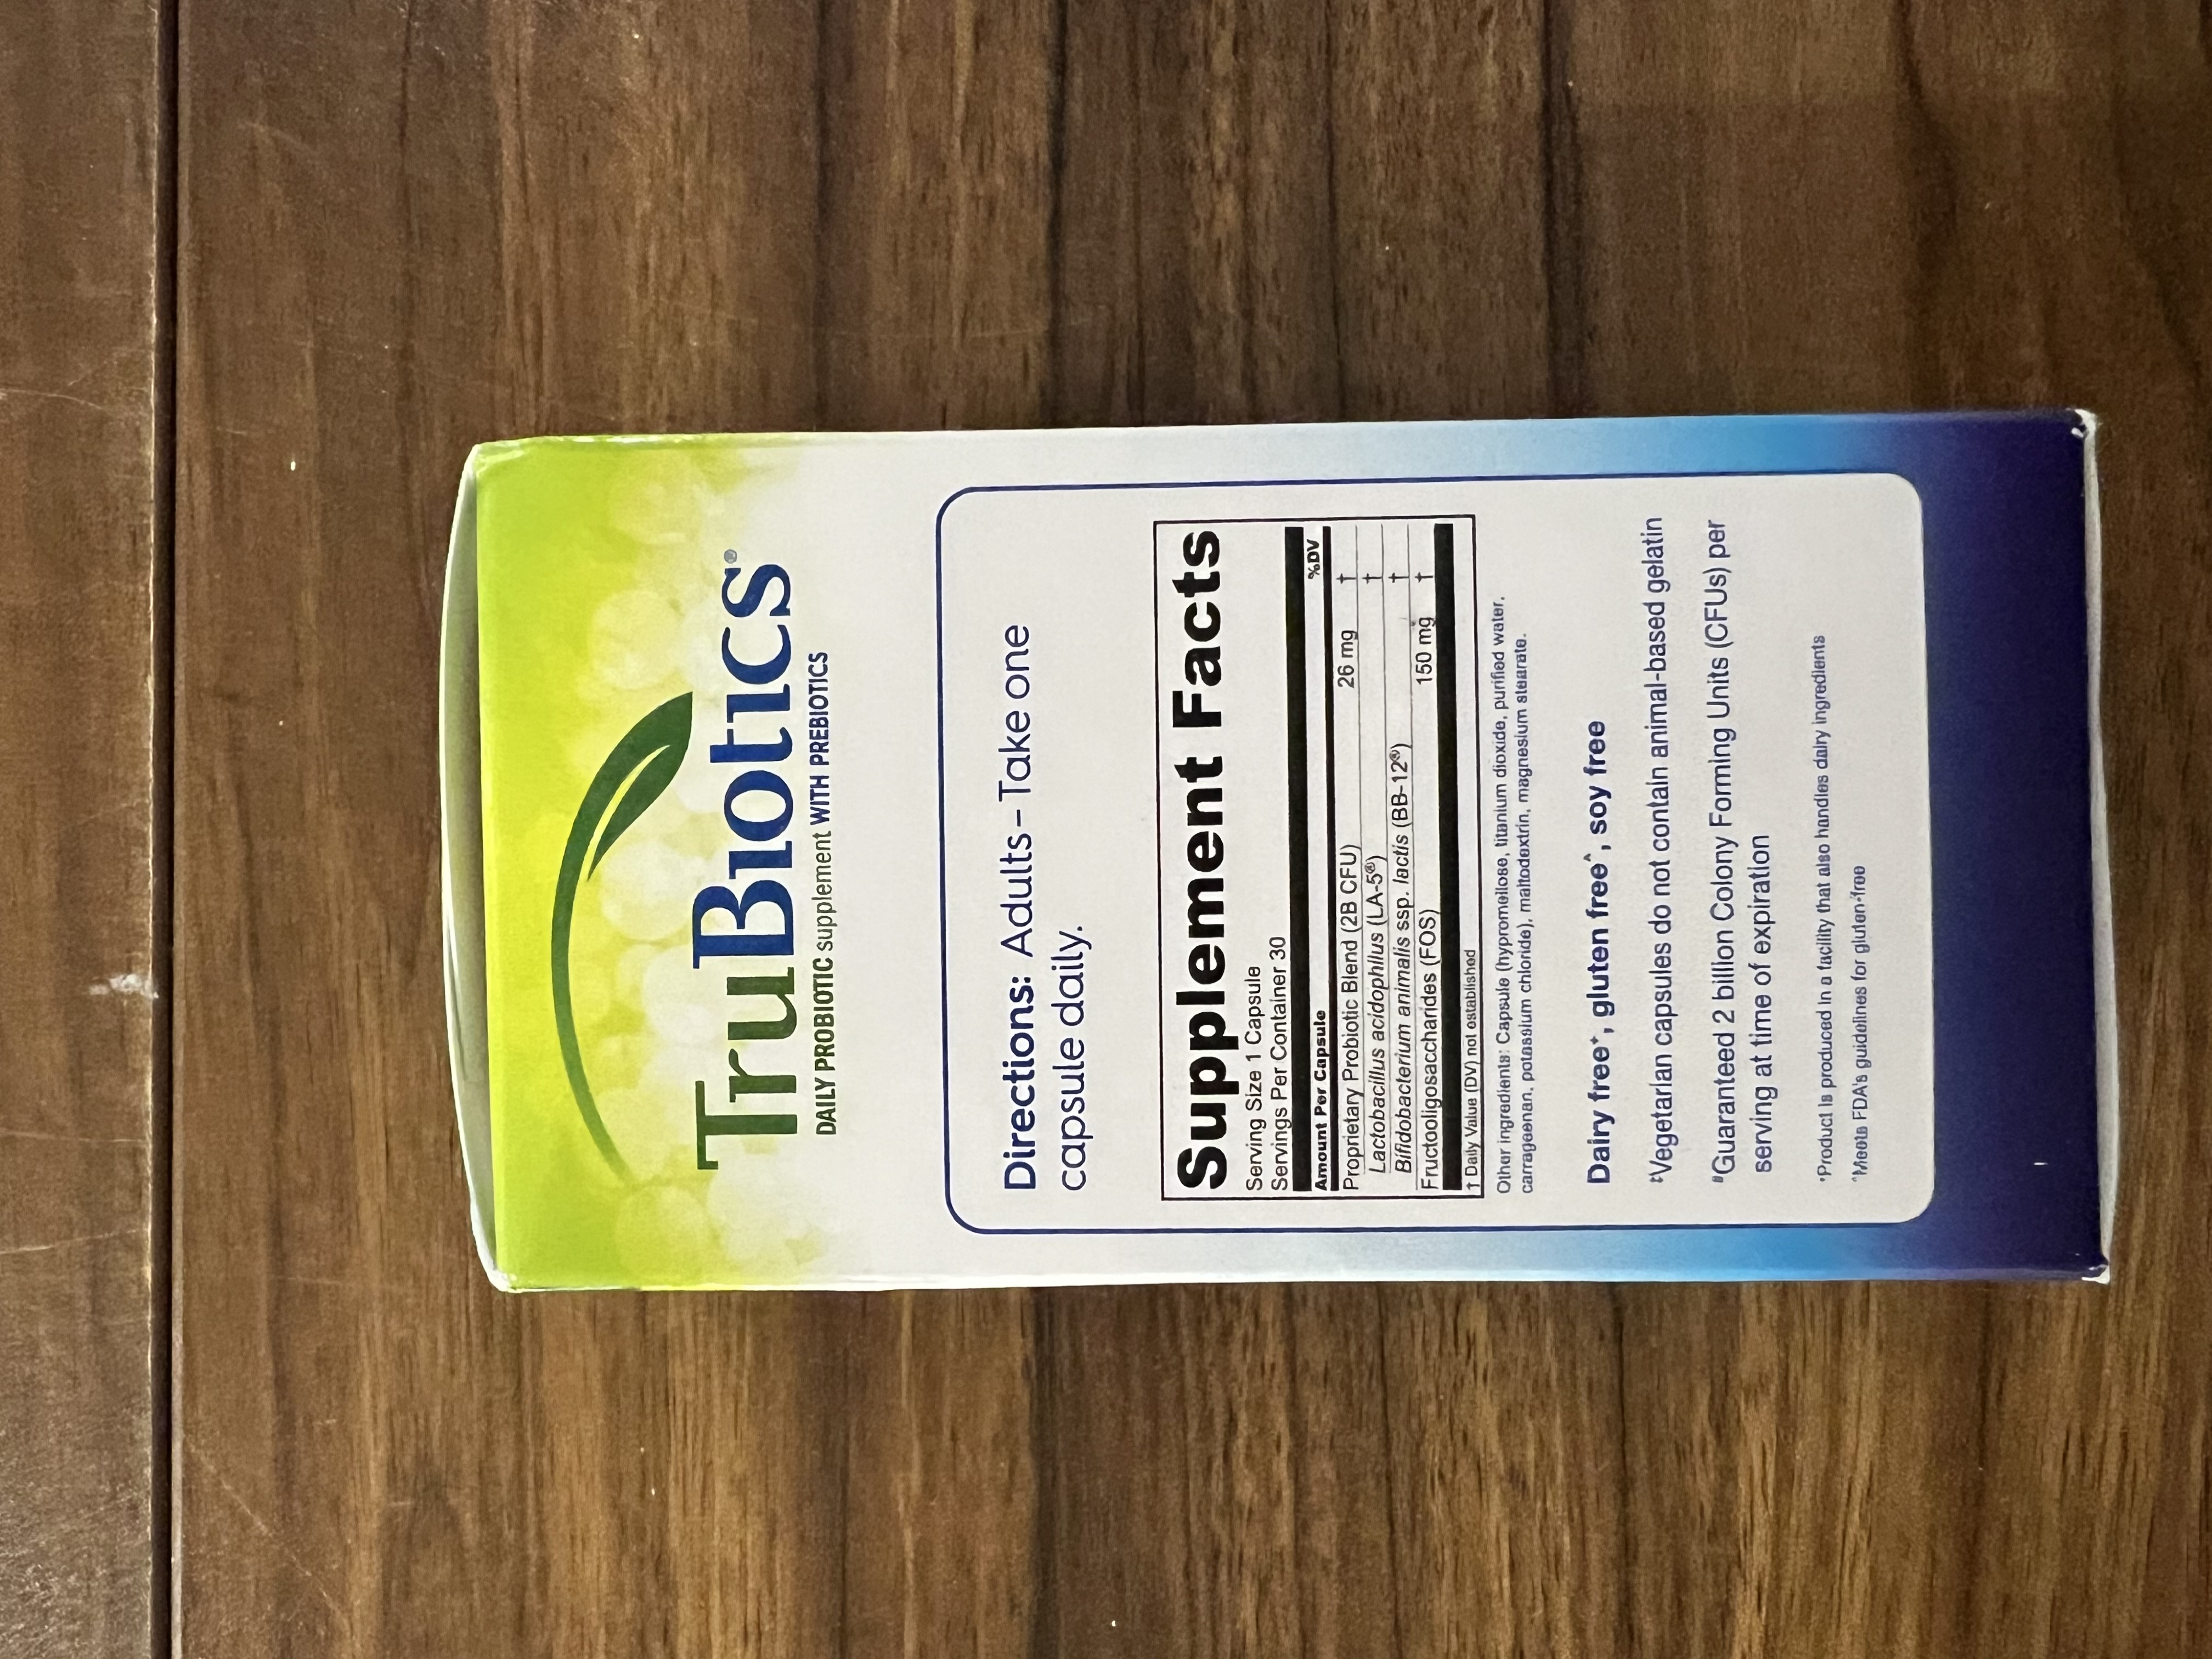 TruBiotics®
DAILY PROBIOTIC supplement WITH PREBIOTICS
Directions: Adults – Take one
capsule daily.
Supplement Facts
Serving Size 1 Capsule
Servings Per Container 30
Amount Per Capsule %DV
Proprietary Probiotic Blend (2B CFU) 26 mg †
Lactobacillus acidophilus (LA-5®) †
Bifidobacterium animalis ssp. lactis (BB-12®) †
Fructooligosaccharides (FOS) 150 mg †
† Daily Value (DV) not established
Other ingredients: Capsule (hypromellose, titanium dioxide, purified water,
carrageenan, potassium chloride), maltodextrin, magnesium stearate.
Dairy free*, gluten free^, soy free
‡Vegetarian capsules do not contain animal-based gelatin
#Guaranteed 2 billion Colony Forming Units (CFUs) per
serving at time of expiration
*Product is produced in a facility that also handles dairy ingredients
^Meets FDA's guidelines for gluten-free